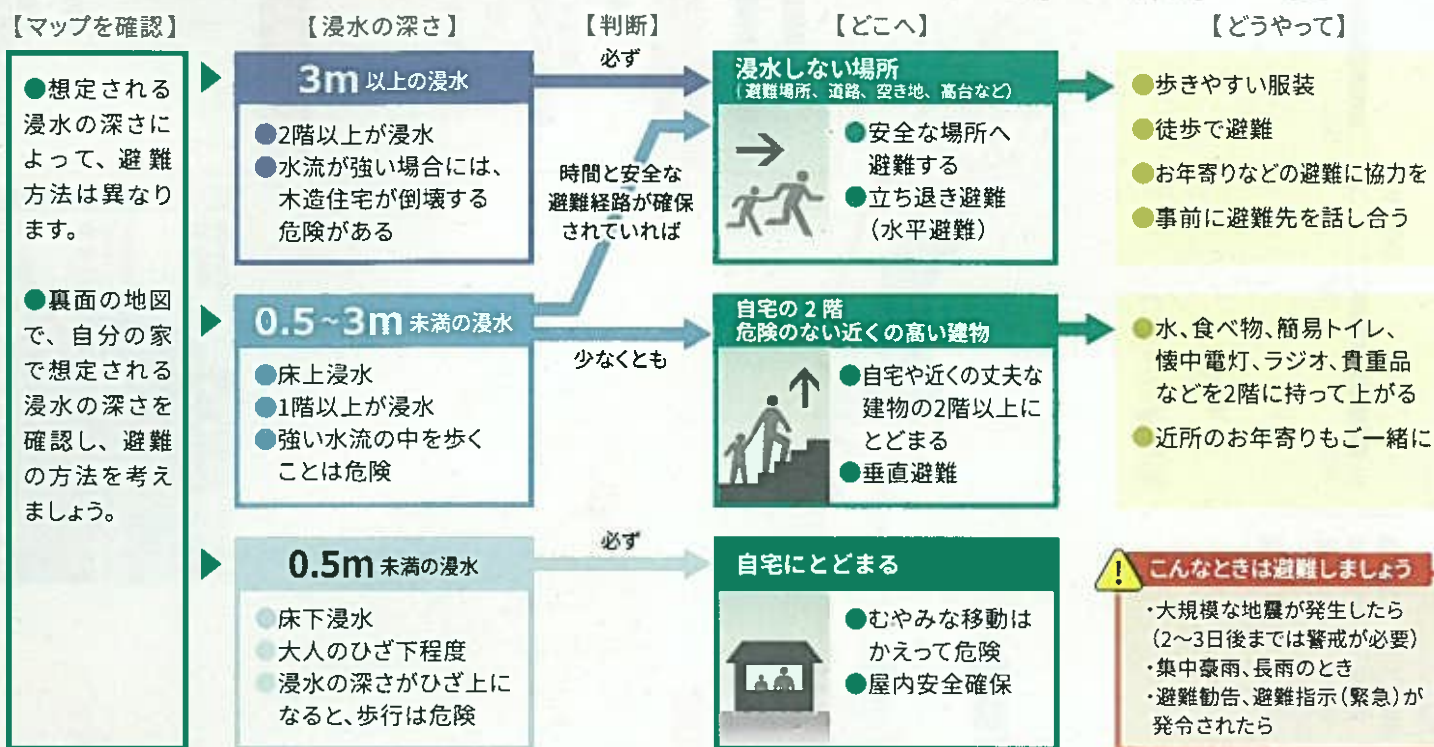 【マップを確認】
●想定される
浸水の深さに
よって、避難
方法は異なり
ます。
●裏面の地図
で、自分の家
で想定される
浸水の深さを
確認し、避難
の方法を考え
ましょう。
【浸水の深さ】
3m以上の浸水
●2階以上が浸水
●水流が強い場合には、
木造住宅が倒壊する
危険がある
0.5~3m未満の浸水
●床上浸水
●1階以上が浸水
●強い水流の中を歩く
ことは危険
0.5m未満の浸水
●床下浸水
●大人のひざ下程度
●浸水の深さがひざ上に
なると、歩行は危険
【判断】
必ず
時間と安全な
避難経路が確保
されていれば
少なくとも
必ず
【どこへ】
浸水しない場所
(避難場所、道路、空き地、高台など)
●安全な場所へ
避難する
●立ち退き避難
(水平避難)
自宅の2階
危険のない近くの高い建物
●自宅や近くの丈夫な
建物の2階以上に
とどまる
●垂直避難
自宅にとどまる
●むやみな移動は
かえって危険
●屋内安全確保
【どうやって】
●歩きやすい服装
●徒歩で避難
●お年寄りなどの避難に協力を
●事前に避難先を話し合う
●水、食べ物、簡易トイレ、
懐中電灯、ラジオ、貴重品
などを2階に持って上がる
●近所のお年寄りもご一緒に
! こんなときは避難しましょう
・大規模な地震が発生したら
(2~3日後までは警戒が必要)
・集中豪雨、長雨のとき
・避難勧告、避難指示(緊急)が
発令されたら